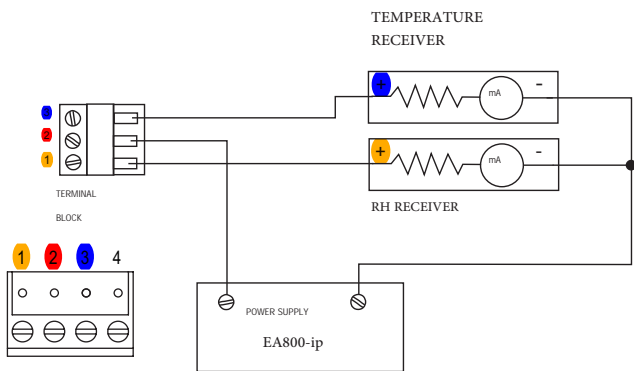 TEMPERATURE
RECEIVER
+
mA
-
3
2
1
+
mA
-
TERMINAL
BLOCK
RH RECEIVER
1 2 3 4
POWER SUPPLY
EA800-ip